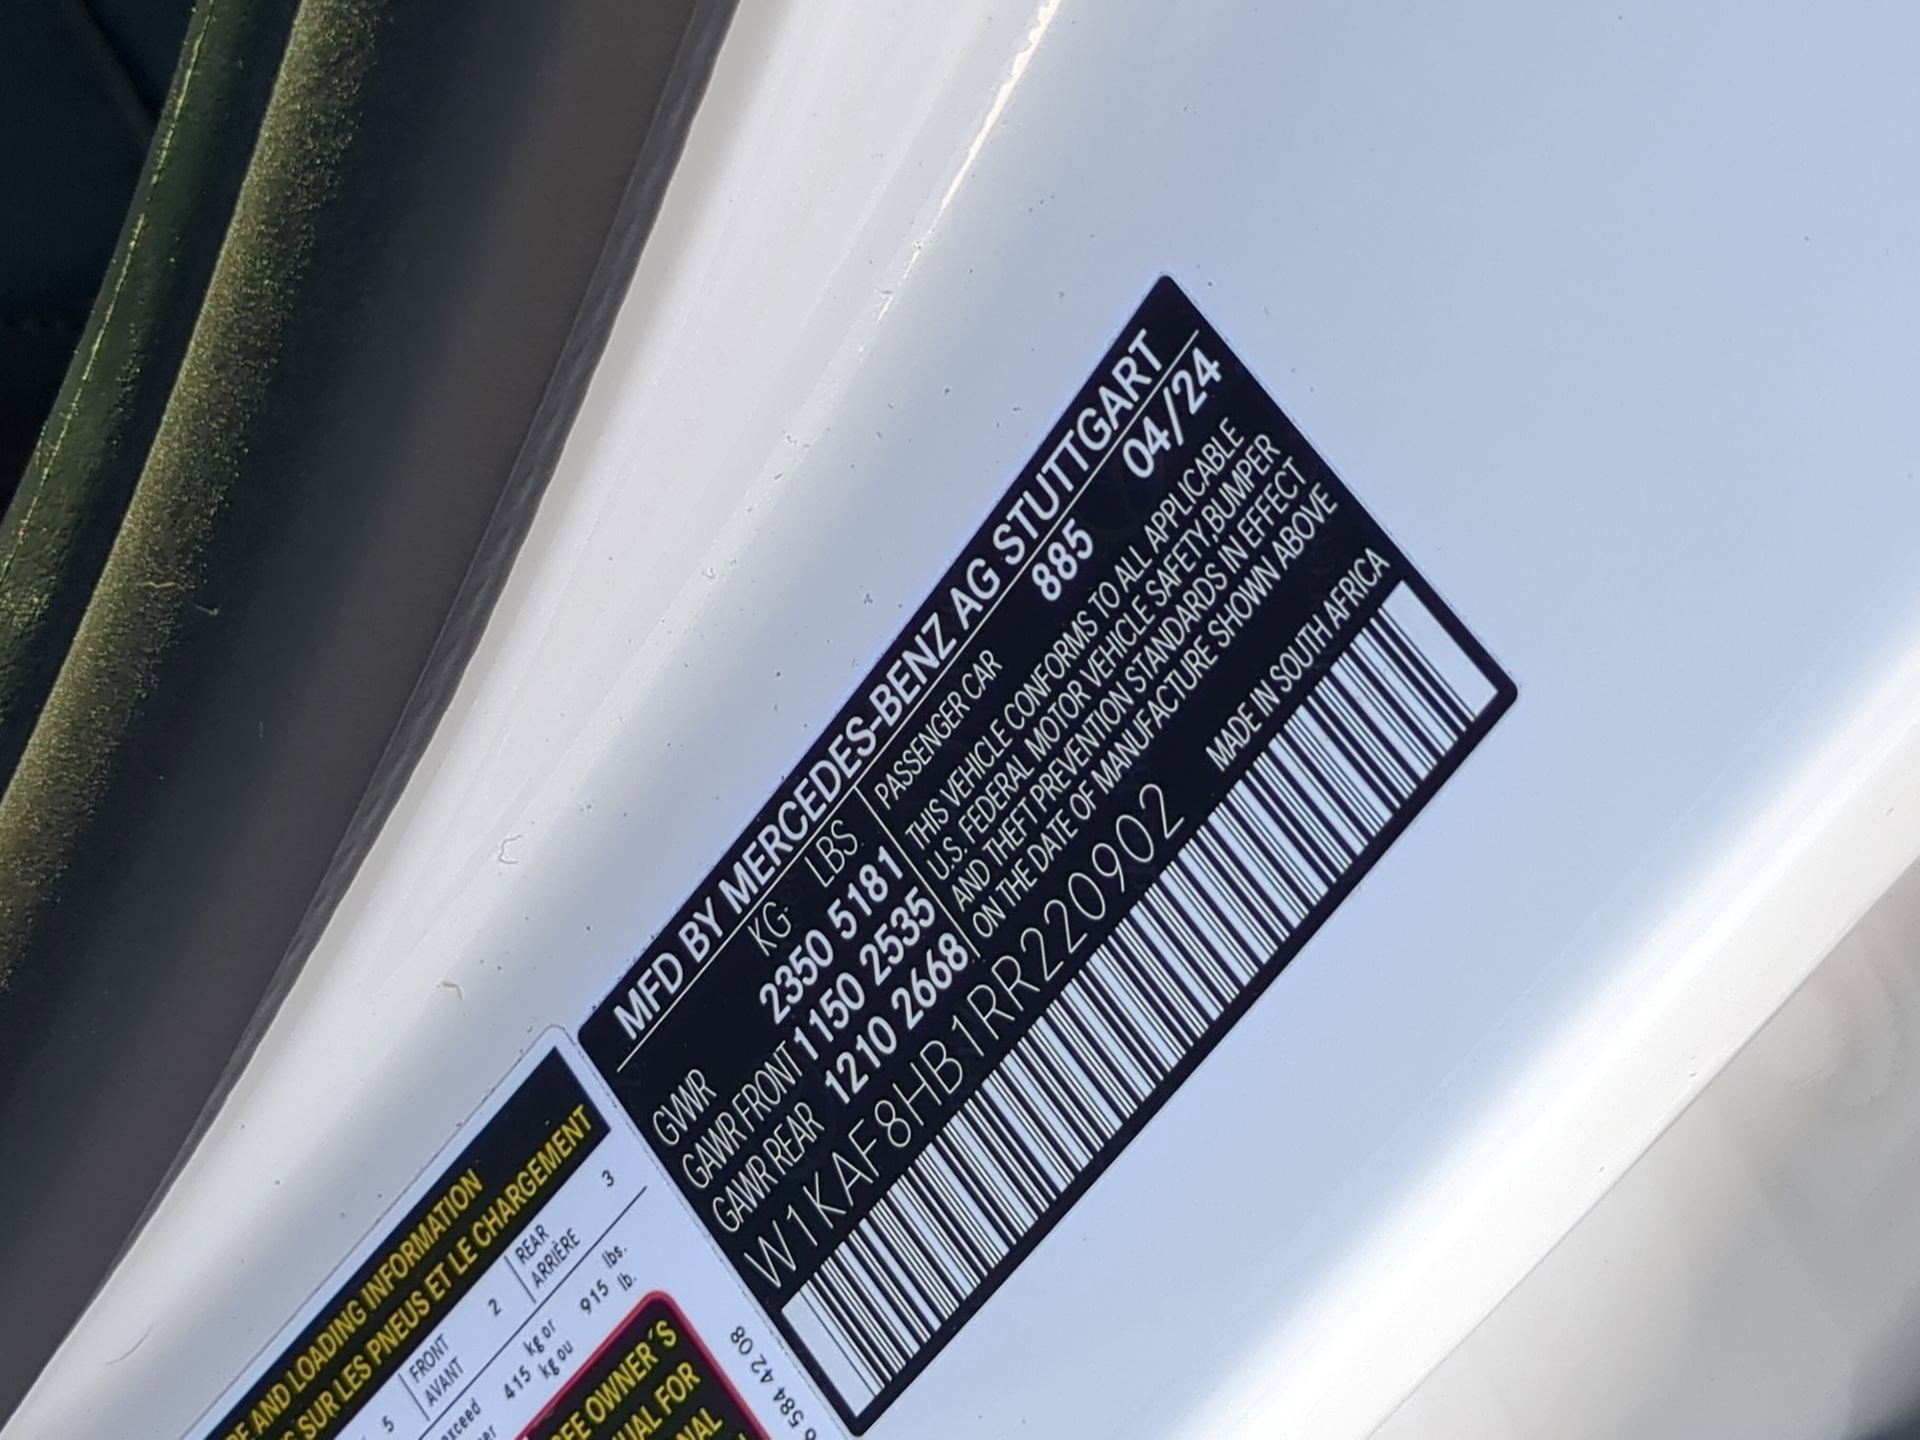 MFD BY MERCEDES-BENZ AG STUTTGART
KG LBS 885 04/24
GVWR 2350 5181 PASSENGER CAR
GAWR FRONT 1150 2535
GAWR REAR 1210 2668
THIS VEHICLE CONFORMS TO ALL APPLICABLE
U.S. FEDERAL MOTOR VEHICLE SAFETY,BUMPER
AND THEFT PREVENTION STANDARDS IN EFFECT
ON THE DATE OF MANUFACTURE SHOWN ABOVE
W1KAF8HB1RR220902 MADE IN SOUTH AFRICA
AND LOADING INFORMATION
SUR LES PNEUS ET LE CHARGEMENT
5 FRONT 2 REAR 3
AVANT ARRIÈRE
exceed 415 kg or 915 lbs.
kg ou lb.
OWNER´S
FOR
584 42 08